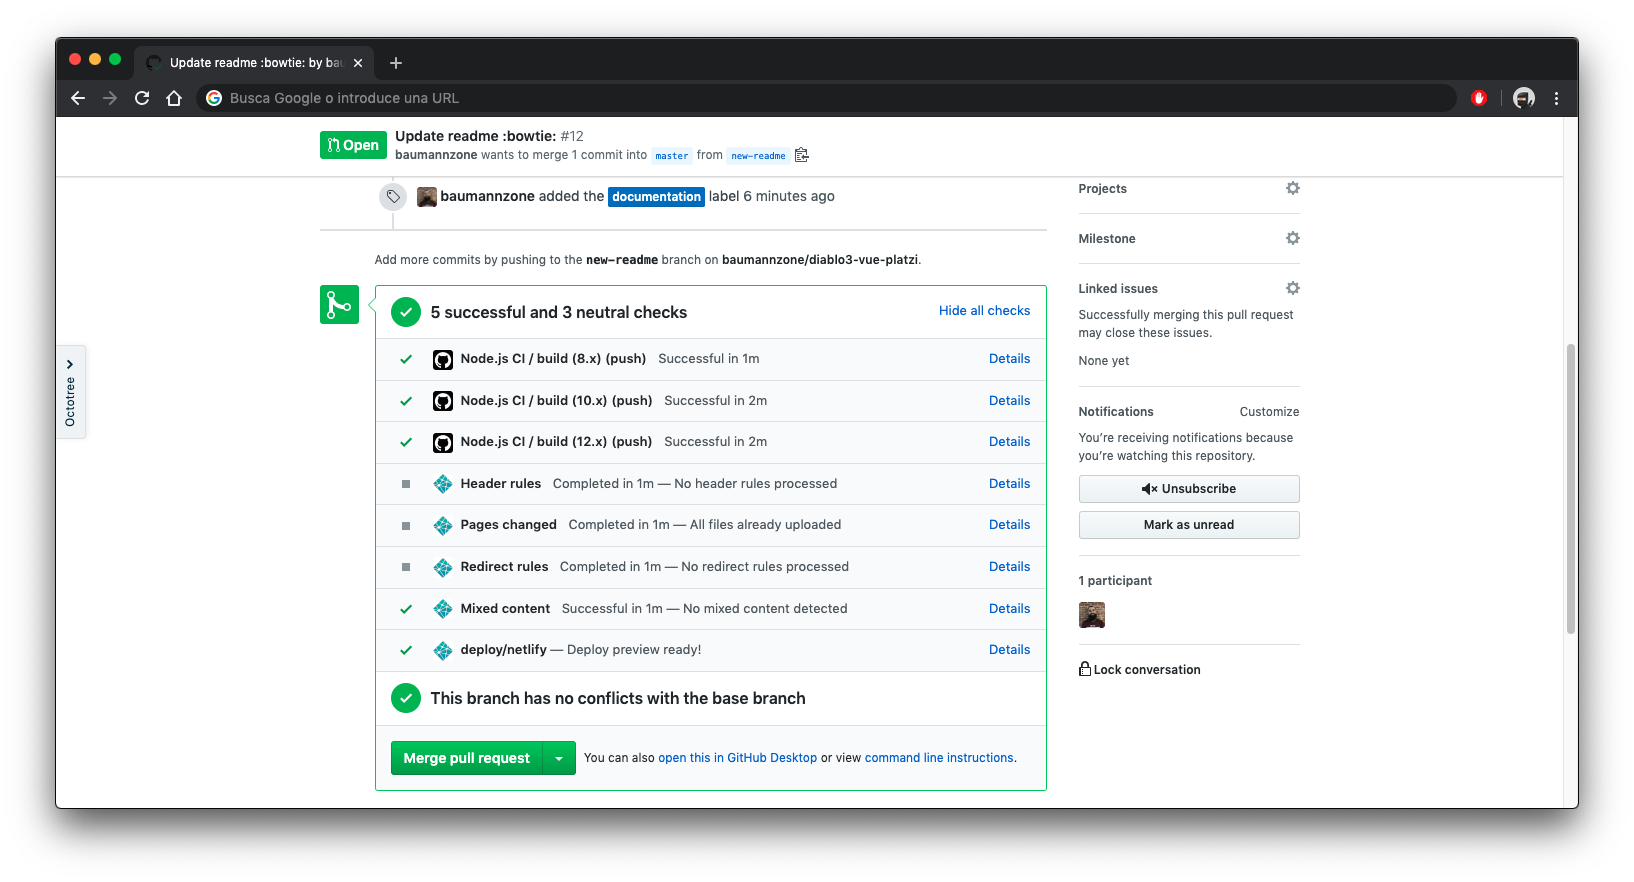 Update readme :bowtie: by bau
Busca Google o introduce una URL
Open
Update readme :bowtie: #12
baumannzone wants to merge 1 commit into master from new-readme
baumannzone added the documentation label 6 minutes ago
Add more commits by pushing to the new-readme branch on baumannzone/diablo3-vue-platzi.
5 successful and 3 neutral checks Hide all checks
Node.js CI / build (8.x) (push) Successful in 1m Details
Node.js CI / build (10.x) (push) Successful in 2m Details
Node.js CI / build (12.x) (push) Successful in 2m Details
Header rules Completed in 1m — No header rules processed Details
Pages changed Completed in 1m — All files already uploaded Details
Redirect rules Completed in 1m — No redirect rules processed Details
Mixed content Successful in 1m — No mixed content detected Details
deploy/netlify — Deploy preview ready! Details
This branch has no conflicts with the base branch
Merge pull request You can also open this in GitHub Desktop or view command line instructions.
Octotree
Projects
Milestone
Linked issues
Successfully merging this pull request
may close these issues.
None yet
Notifications Customize
You're receiving notifications because
you're watching this repository.
Unsubscribe
Mark as unread
1 participant
Lock conversation